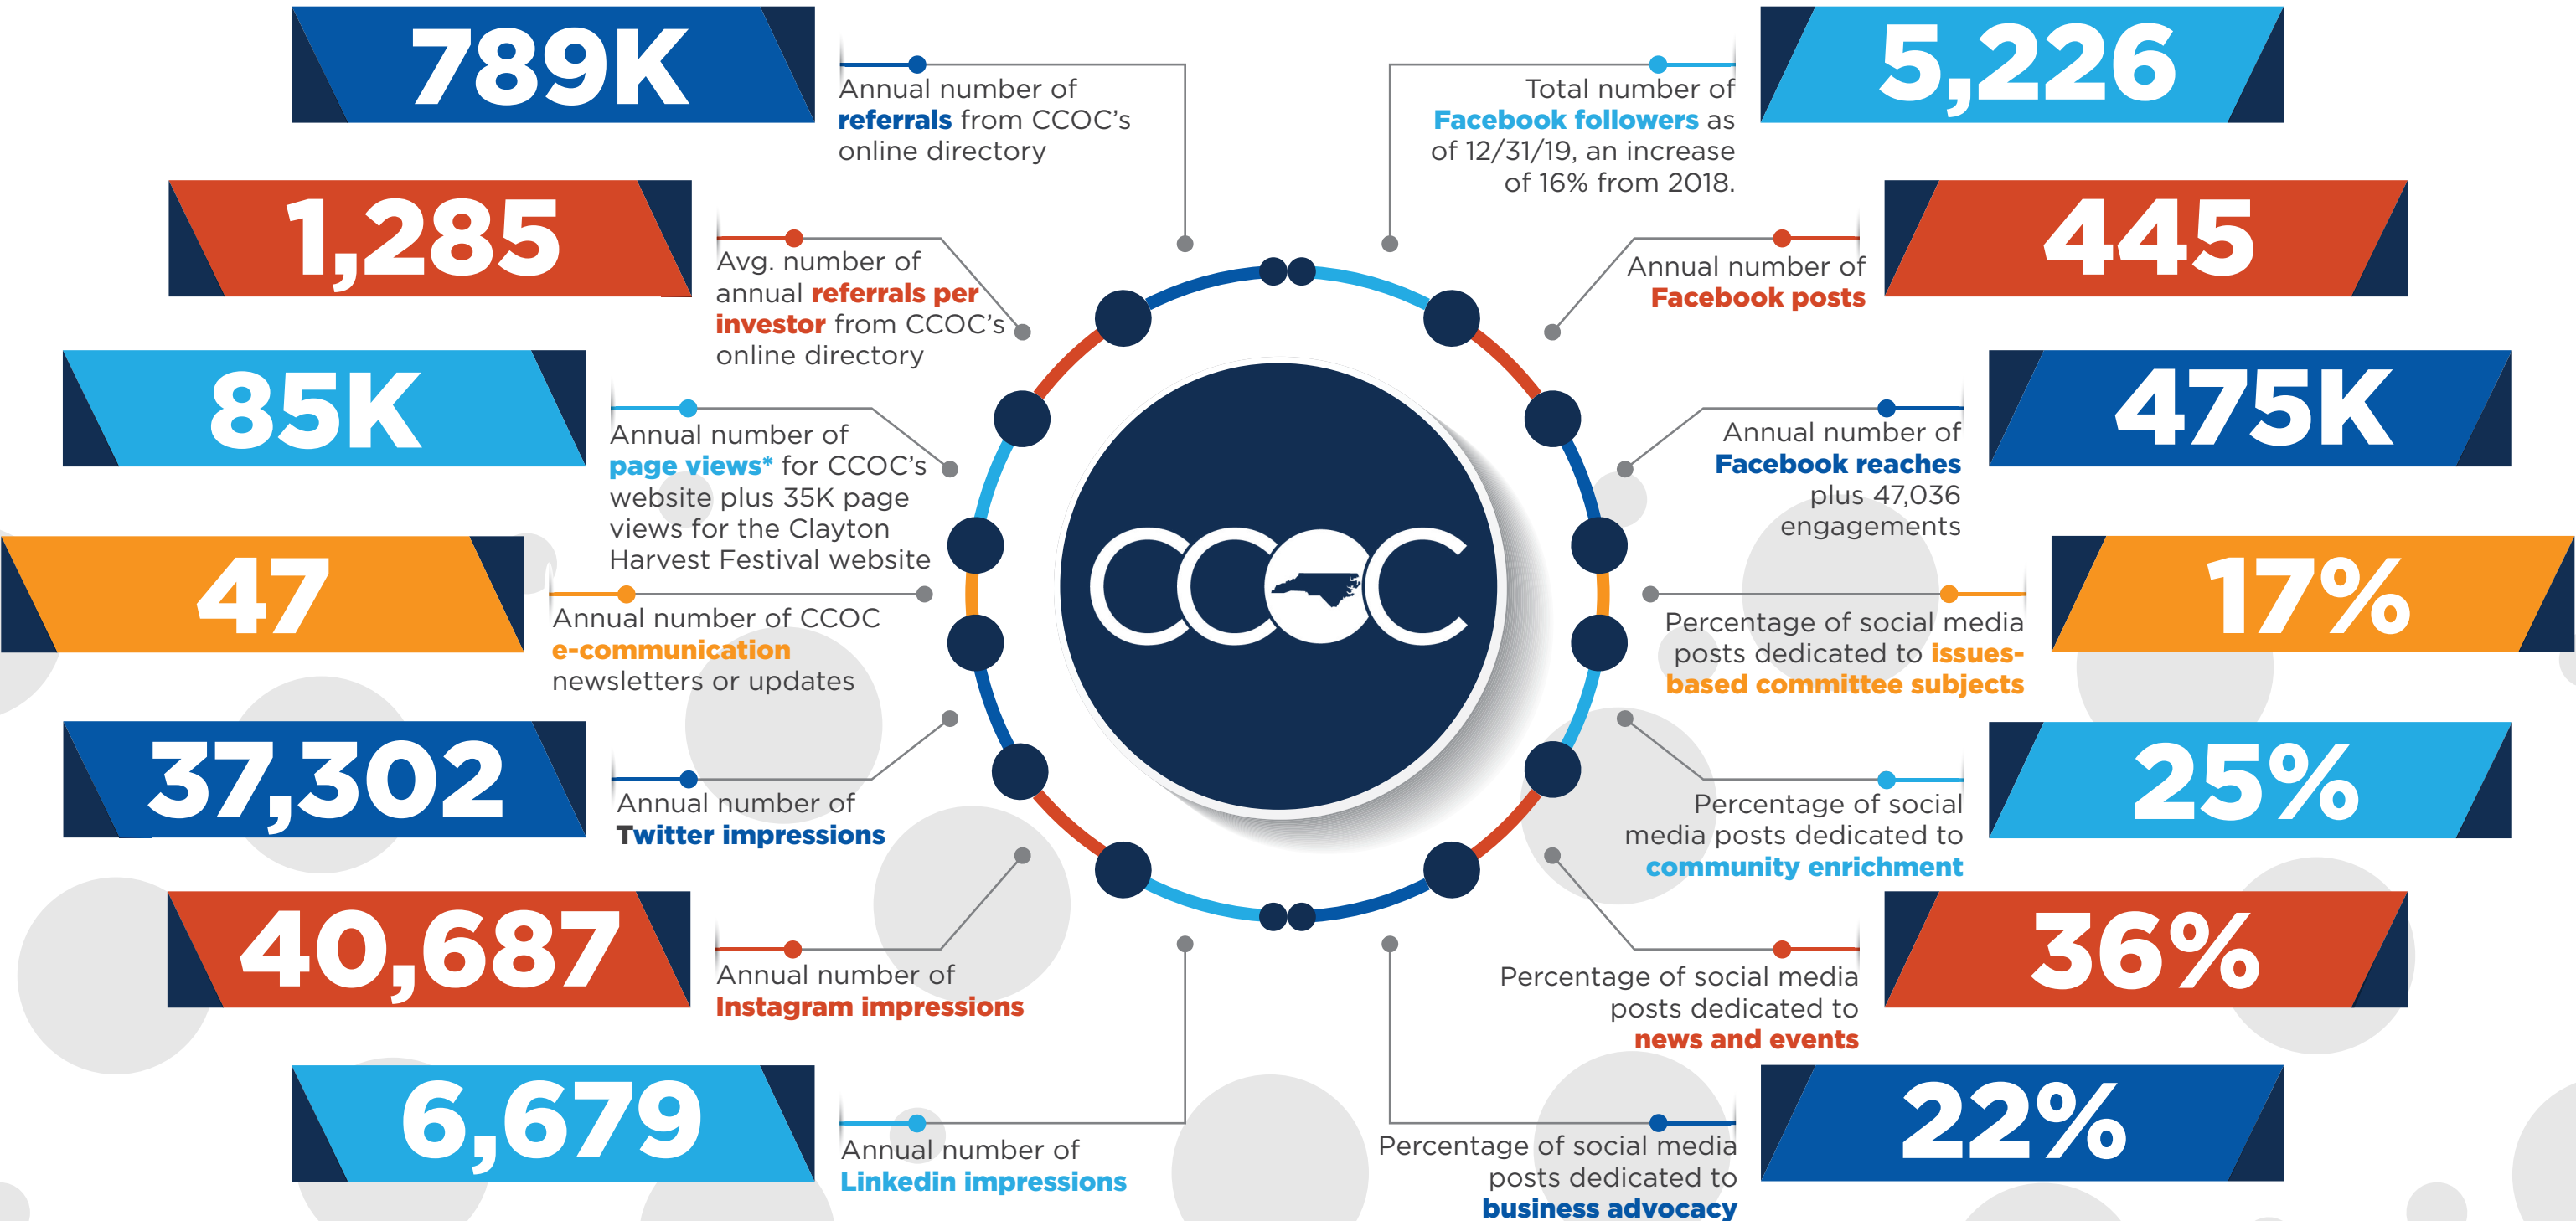 789K
Annual number of
referrals from CCOC's
online directory
1,285
Avg. number of
annual referrals per
investor from CCOC's
online directory
85K
Annual number of
page views* for CCOC's
website plus 35K page
views for the Clayton
Harvest Festival website
47
Annual number of CCOC
e-communication
newsletters or updates
37,302
Annual number of
Twitter impressions
40,687
Annual number of
Instagram impressions
6,679
Annual number of
Linkedin impressions
CCOC
5,226
Total number of
Facebook followers as
of 12/31/19, an increase
of 16% from 2018.
445
Annual number of
Facebook posts
475K
Annual number of
Facebook reaches
plus 47,036
engagements
17%
Percentage of social media
posts dedicated to issues-
based committee subjects
25%
Percentage of social
media posts dedicated to
community enrichment
36%
Percentage of social media
posts dedicated to
news and events
22%
Percentage of social media
posts dedicated to
business advocacy